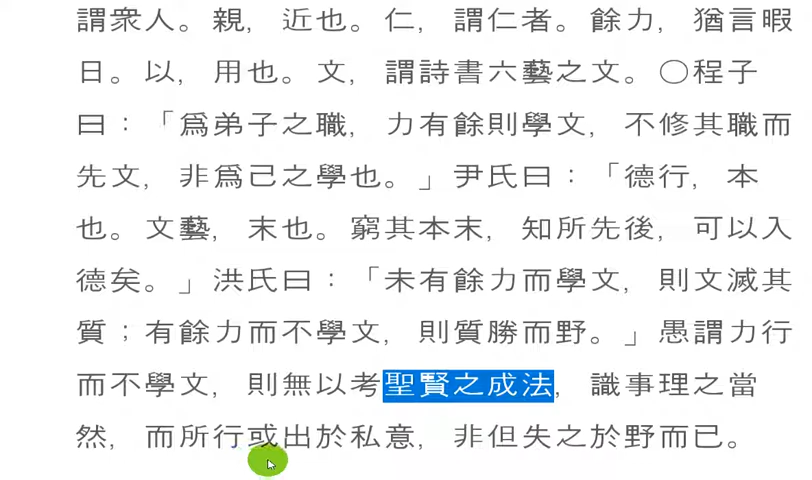 謂衆人。親，近也。仁，謂仁者。餘力，猶言暇
日。以，用也。文，謂詩書六藝之文。○程子
曰：「爲弟子之職，力有餘則學文，不修其職而
先文，非爲己之學也。」尹氏曰：「德行，本
也。文藝，末也。窮其本末，知所先後，可以入
德矣。」洪氏曰：「未有餘力而學文，則文滅其
質；有餘力而不學文，則質勝而野。」愚謂力行
而不學文，則無以考聖賢之成法，識事理之當
然，而所行或出於私意，非但失之於野而已。